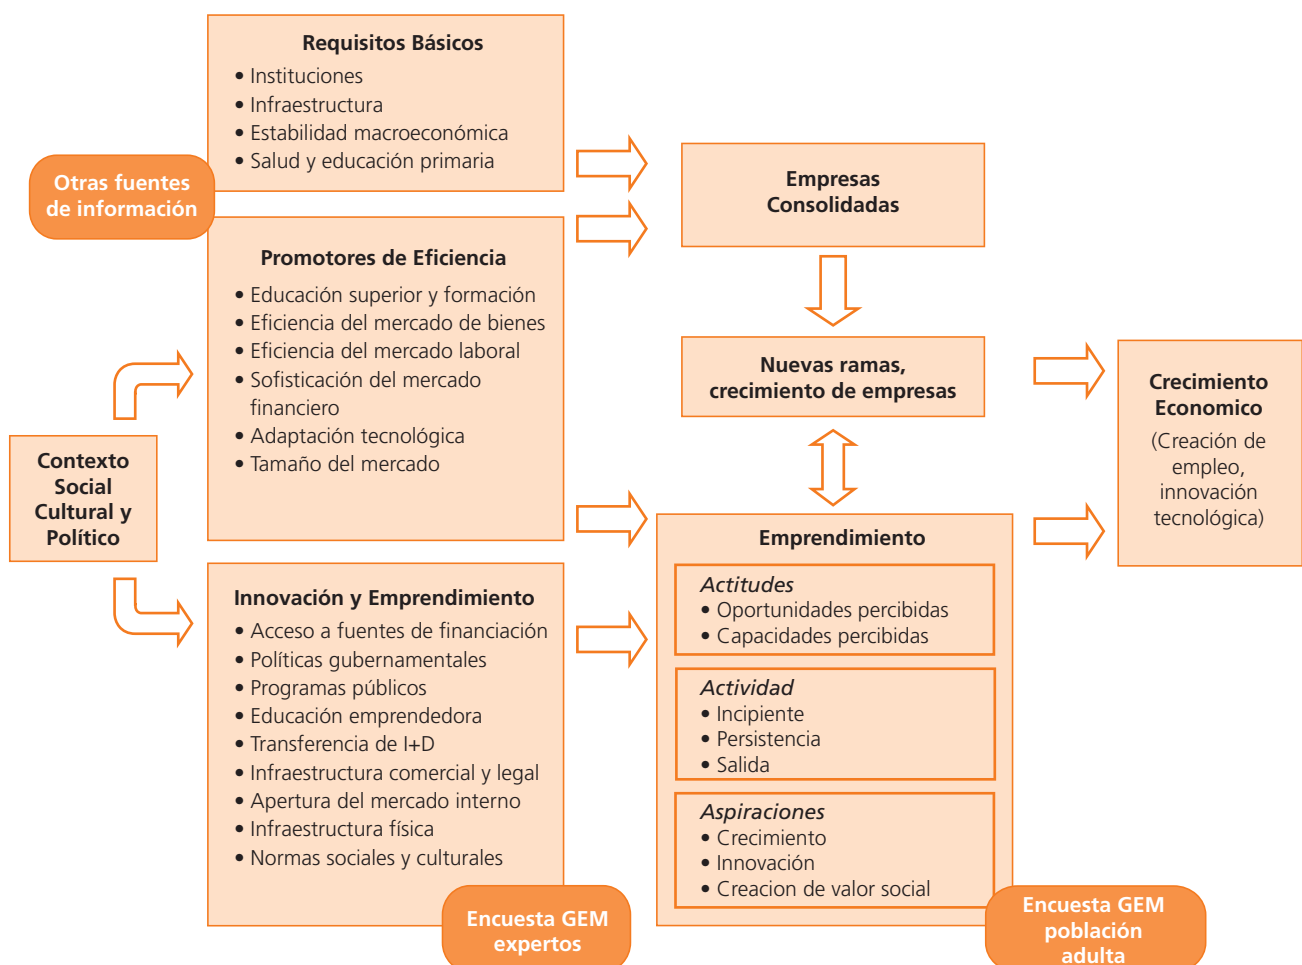 Requisitos Básicos
• Instituciones
• Infraestructura
• Estabilidad macroeconómica
• Salud y educación primaria
Otras fuentes
de información
Promotores de Eficiencia
• Educación superior y formación
• Eficiencia del mercado de bienes
• Eficiencia del mercado laboral
• Sofisticación del mercado
financiero
• Adaptación tecnológica
• Tamaño del mercado
Contexto
Social
Cultural y
Político
Innovación y Emprendimiento
• Acceso a fuentes de financiación
• Políticas gubernamentales
• Programas públicos
• Educación emprendedora
• Transferencia de I+D
• Infraestructura comercial y legal
• Apertura del mercado interno
• Infraestructura física
• Normas sociales y culturales
Encuesta GEM
expertos
Empresas
Consolidadas
Nuevas ramas,
crecimiento de empresas
Emprendimiento
Actitudes
• Oportunidades percibidas
• Capacidades percibidas
Actividad
• Incipiente
• Persistencia
• Salida
Aspiraciones
• Crecimiento
• Innovación
• Creacion de valor social
Encuesta GEM
población
adulta
Crecimiento
Economico
(Creación de
empleo,
innovación
tecnológica)